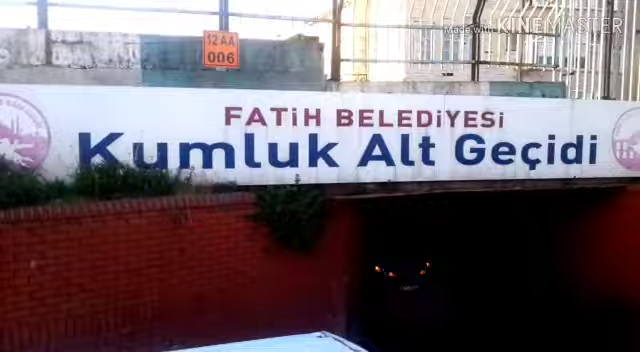 Made with KINEMASTER
12 AA
006
FATİH BELEDİYESİ
Kumluk Alt Geçidi